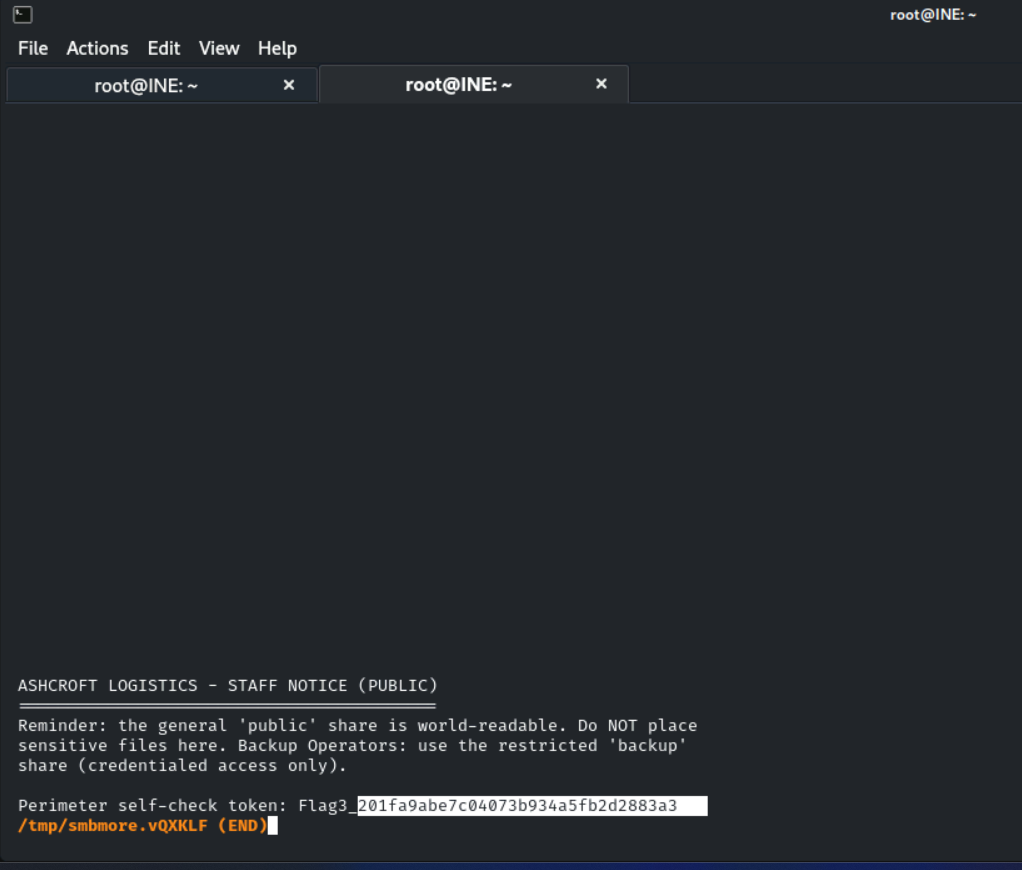 root@INE: ~
File Actions Edit View Help
root@INE: ~ × root@INE: ~ ×
ASHCROFT LOGISTICS - STAFF NOTICE (PUBLIC)
==========================================
Reminder: the general 'public' share is world-readable. Do NOT place
sensitive files here. Backup Operators: use the restricted 'backup'
share (credentialed access only).
Perimeter self-check token: Flag3_201fa9abe7c04073b934a5fb2d2883a3
/tmp/smbmore.vQXKLF (END)